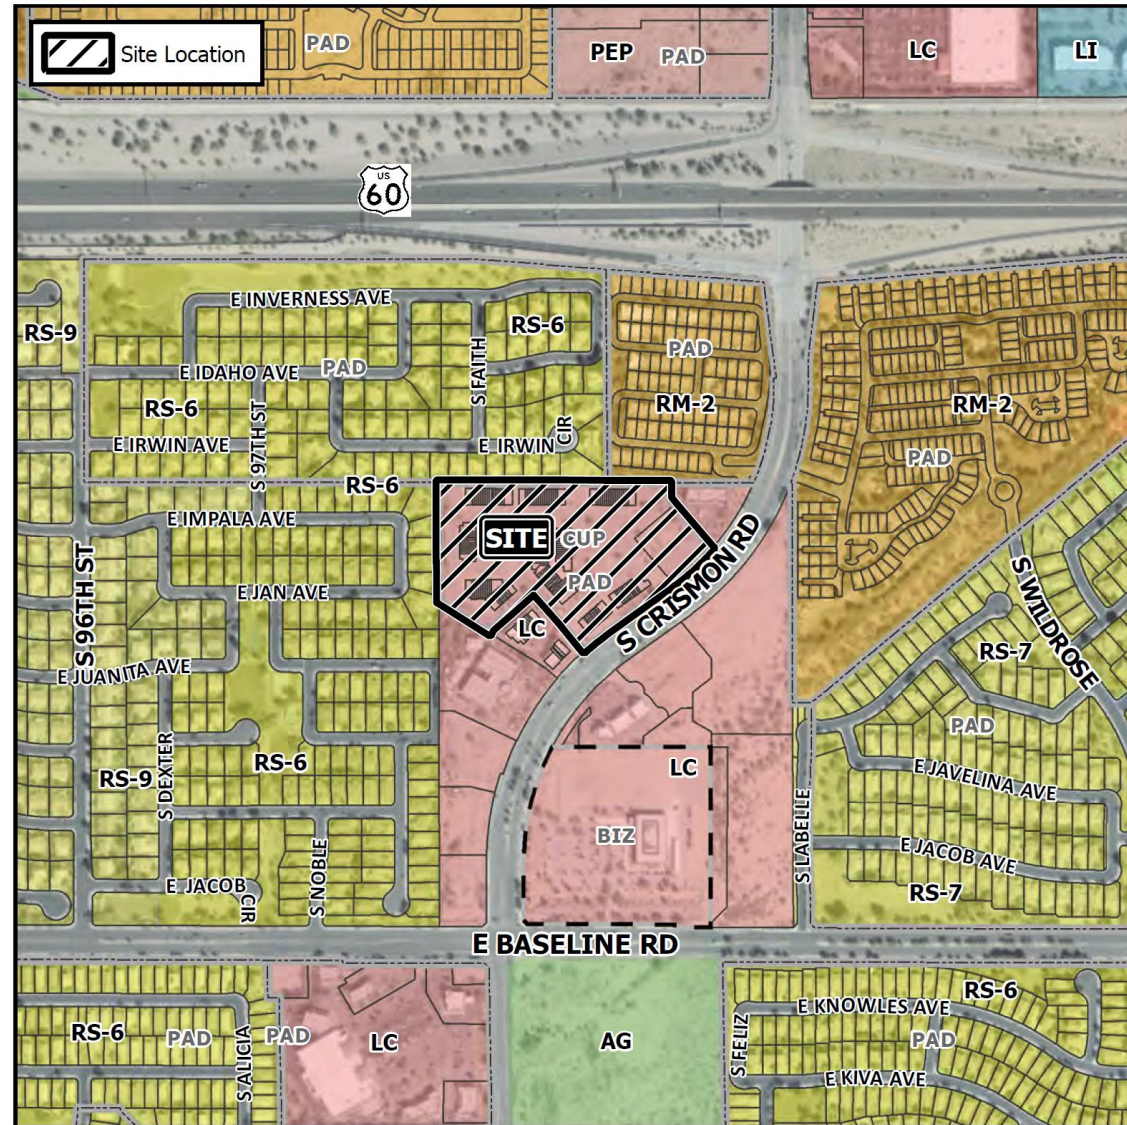 Site Location
PAD
PEP
PAD
LC
LI
US
60
E INVERNESS AVE
RS-9
RS-6
E IDAHO AVE
PAD
S FAITH
PAD
RS-6
RM-2
RM-2
S 97TH ST
E IRWIN AVE
E IRWIN
CIR
PAD
RS-6
E IMPALA AVE
SITE
CUP
S CRISMON RD
S 96TH ST
E JAN AVE
PAD
S WILDROSE
LC
RS-7
E JUANITA AVE
PAD
RS-9
S DEXTER
RS-6
LC
E JAVELINA AVE
BIZ
S LABELLE
E JACOB AVE
E JACOB
CIR
S NOBLE
RS-7
E BASELINE RD
RS-6
PAD
S ALICIA
PAD
LC
AG
S FELIZ
E KNOWLES AVE
RS-6
PAD
E KIVA AVE